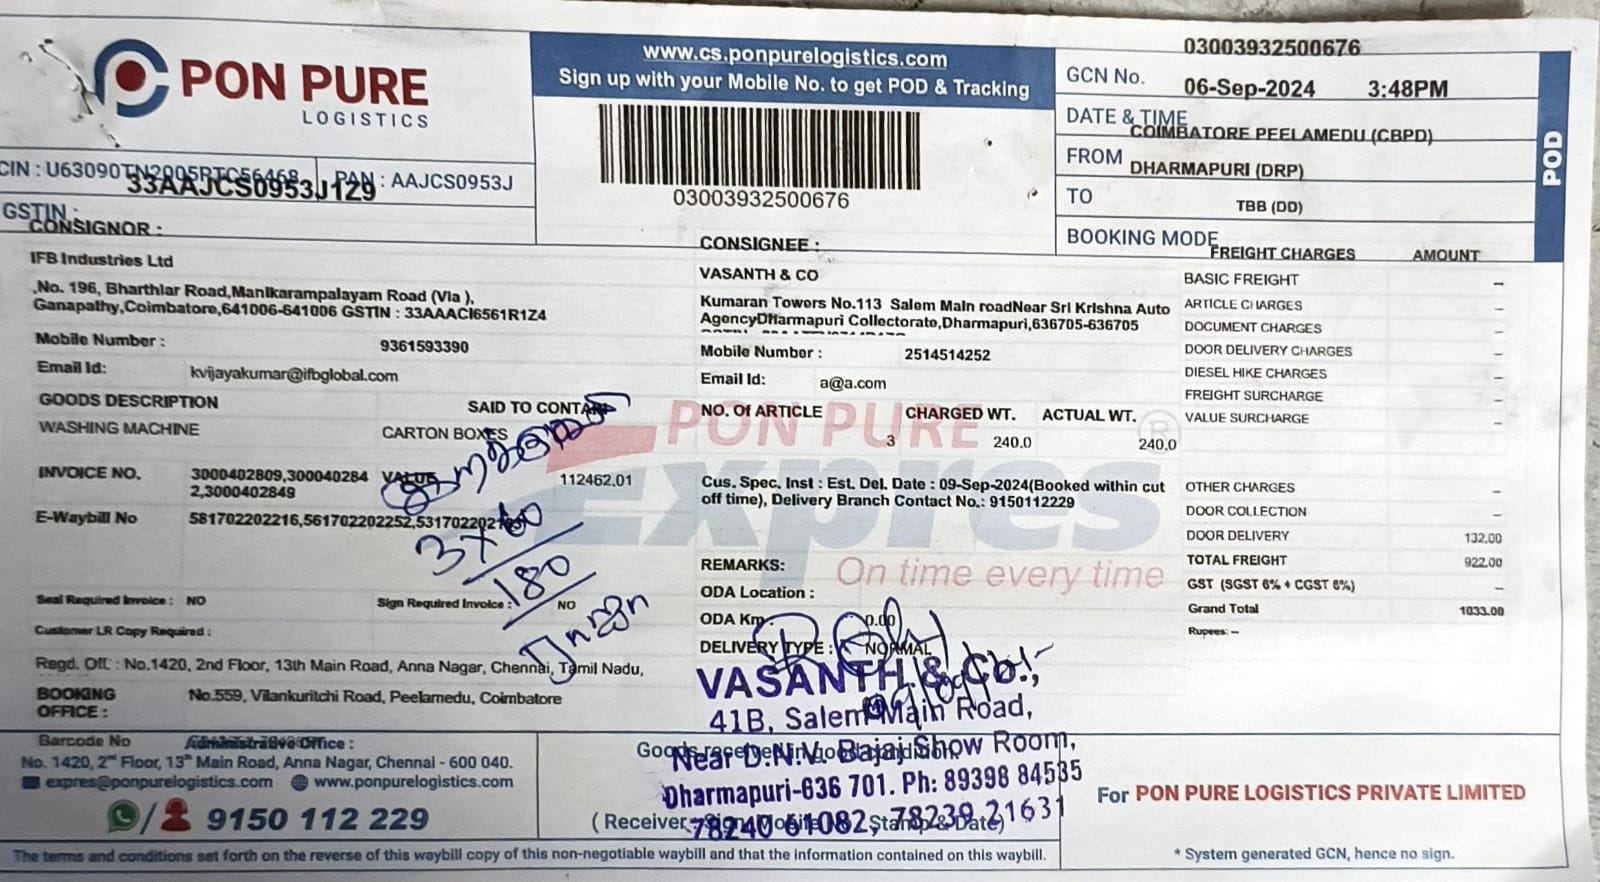 PON PURE
LOGISTICS
www.cs.ponpurelogistics.com
Sign up with your Mobile No. to get POD & Tracking
03003932500676
03003932500676
GCN No.
06-Sep-2024 3:48PM
DATE & TIME
COIMBATORE PEELAMEDU (CBPD)
FROM
DHARMAPURI (DRP)
TO
TBB (DD)
BOOKING MODE
POD
CIN : U63090TN2005PTC56468 PAN : AAJCS0953J
33AAJCS0953J1Z9
GSTIN :
CONSIGNOR :
IFB Industries Ltd
,No. 196, Bharthiar Road,Manikarampalayam Road (Via ),
Ganapathy,Coimbatore,641006-641006 GSTIN : 33AAACI6561R1Z4
Mobile Number : 9361593390
Email Id: kvijayakumar@ifbglobal.com
GOODS DESCRIPTION SAID TO CONTAIN
WASHING MACHINE CARTON BOXES
INVOICE NO. 3000402809,300040284 VALUE 112462.01
2,3000402849
E-Waybill No 581702202216,561702202252,
3 x 60
180
Seal Required Invoice : NO Sign Required Invoice : NO
Customer LR Copy Required :
Regd. Off. : No.1420, 2nd Floor, 13th Main Road, Anna Nagar, Chennai, Tamil Nadu,
BOOKING No.559, Vilankuritchi Road, Peelamedu, Coimbatore
OFFICE :
CONSIGNEE :
VASANTH & CO
Kumaran Towers No.113 Salem Main roadNear Sri Krishna Auto
AgencyDharmapuri Collectorate,Dharmapuri,636705-636705
Mobile Number : 2514514252
Email Id: a@a.com
NO. Of ARTICLE CHARGED WT. ACTUAL WT.
3 240.0 240.0
PON PURE
Expres
On time every time
Cus. Spec. Inst : Est. Del. Date : 09-Sep-2024(Booked within cut
off time), Delivery Branch Contact No.: 9150112229
REMARKS:
ODA Location :
ODA Km : 0.00
DELIVERY TYPE : NORMAL
FREIGHT CHARGES AMOUNT
BASIC FREIGHT –
ARTICLE CHARGES –
DOCUMENT CHARGES –
DOOR DELIVERY CHARGES –
DIESEL HIKE CHARGES –
FREIGHT SURCHARGE –
VALUE SURCHARGE –
OTHER CHARGES –
DOOR COLLECTION –
DOOR DELIVERY 132.00
TOTAL FREIGHT 922.00
GST (SGST 6% + CGST 6%) –
Grand Total 1033.00
Rupees: –
VASANTH & Co.,
41B, Salem Main Road,
Near D.N.V. Bajaj Show Room,
Dharmapuri-636 701. Ph: 89398 84535
78240 61082, 78239 21631
Barcode No
Administrative Office :
No. 1420, 2nd Floor, 13th Main Road, Anna Nagar, Chennai - 600 040.
expres@ponpurelogistics.com www.ponpurelogistics.com
9150 112 229
Goods received in good condition
( Receiver Stamp & Date)
For PON PURE LOGISTICS PRIVATE LIMITED
The terms and conditions set forth on the reverse of this waybill copy of this non-negotiable waybill and that the information contained on this waybill.
* System generated GCN, hence no sign.